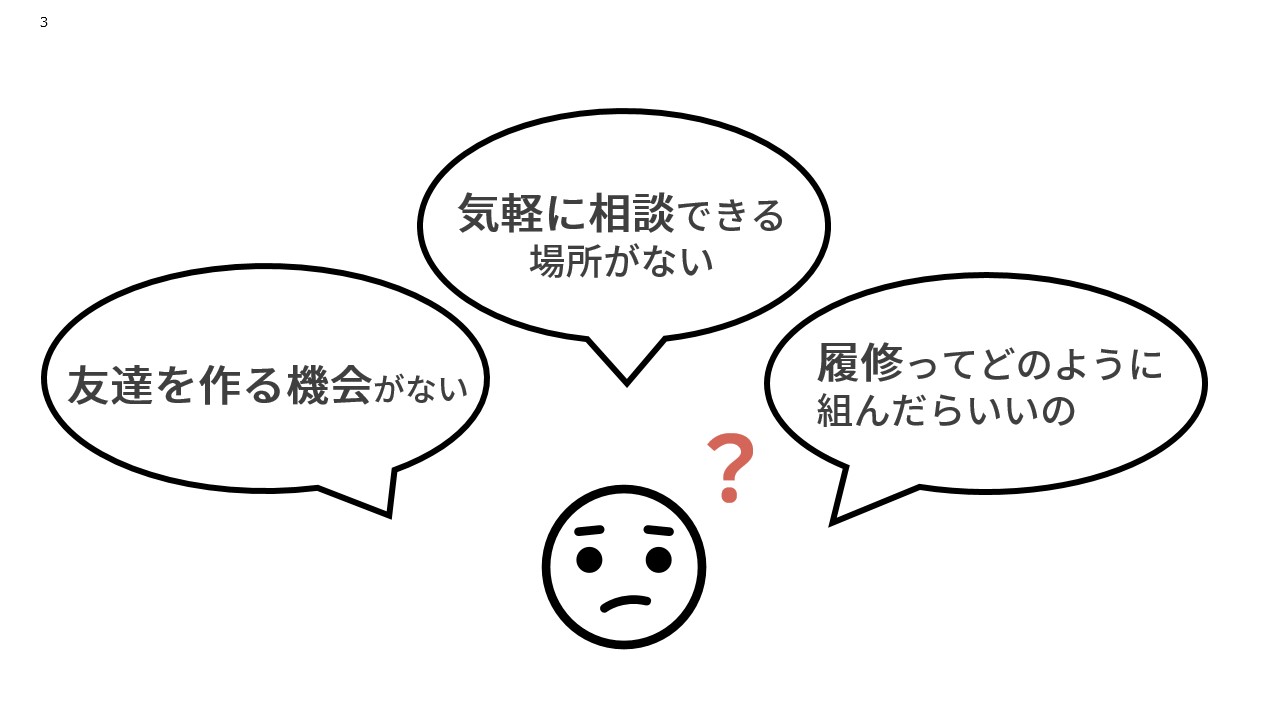 3
気軽に相談できる
場所がない
友達を作る機会がない
履修ってどのように
組んだらいいの
?